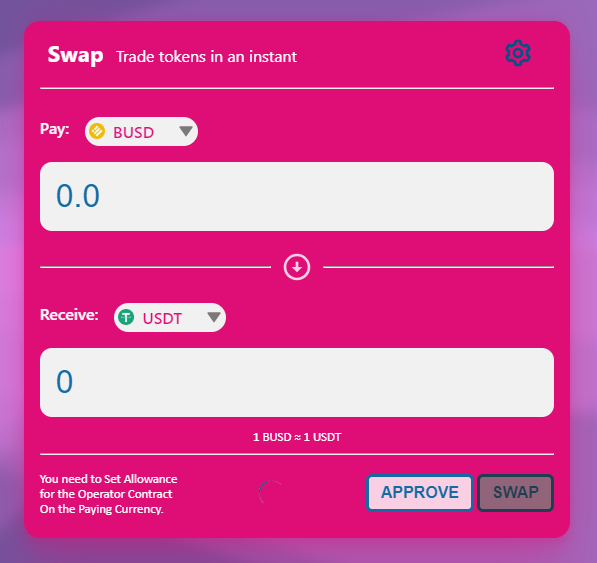 Swap Trade tokens in an instant
Pay: BUSD
0.0
Receive: USDT
0
1 BUSD ≈ 1 USDT
You need to Set Allowance
for the Operator Contract
On the Paying Currency.
APPROVE SWAP